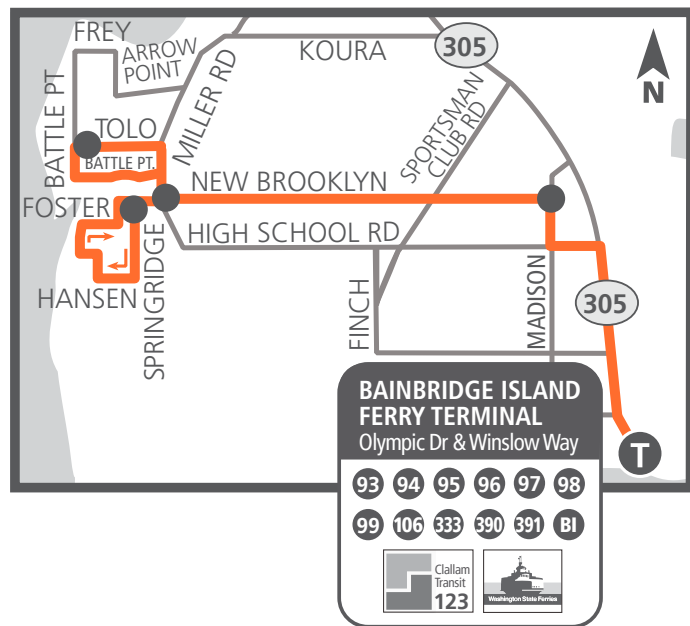 FREY
ARROW
POINT
MILLER RD
KOURA
305
N
BATTLE PT
TOLO
BATTLE PT.
SPORTSMAN
CLUB RD
NEW BROOKLYN
FOSTER
HIGH SCHOOL RD
HANSEN
SPRINGRIDGE
FINCH
MADISON
305
T
BAINBRIDGE ISLAND
FERRY TERMINAL
Olympic Dr & Winslow Way
93 94 95 96 97 98
99 106 333 390 391 BI
Clallam
Transit
123
Washington State Ferries